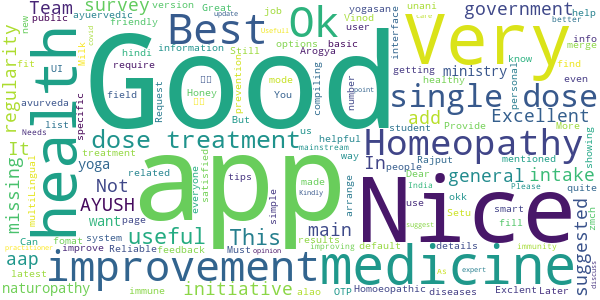 Good
app
Nice
Very
health
medicine
improvement
Homeopathy
Best
Ok
single dose
dose treatment
useful
This
AYUSH
initiative
general
intake
Excellent
government
survey
Team
regularity
missing
suggested
main
add
In
It
Not
want
aap
yoga
naturopathy
ministry
Milk
Honey
UI
fit
public
ayurvedic
Great
friendly
version
hindi
information
job
options
Still
Arogya
Vinod
user
yogasan
unani
interface
basic
require
prevention
mode
compiling
number
getting
healthy
personal
help
better
info
merge
find
even
know
new
list
ayurveda
specific
field
Request
But
You
us
helpful
mainstream
student
Provide
More
multilingual
Needs
treatment
related
everyone
satisfied
tips
made
simple
way
people
arrange
Dear
India
Rajput
mentioned
quite
showing
use
okk
Setu
smart
fill
Please
Can
page
system
improve
Reliable
feedback
Must
results
opinion
Kindly
improving
default
details
As
immunity
expert
suggest
latest
fomat
practitioner
immune
alao
OTP
Homoeopathic
diseases
Exclent
Later
zmch
discuss
covid
update
point
Usefull